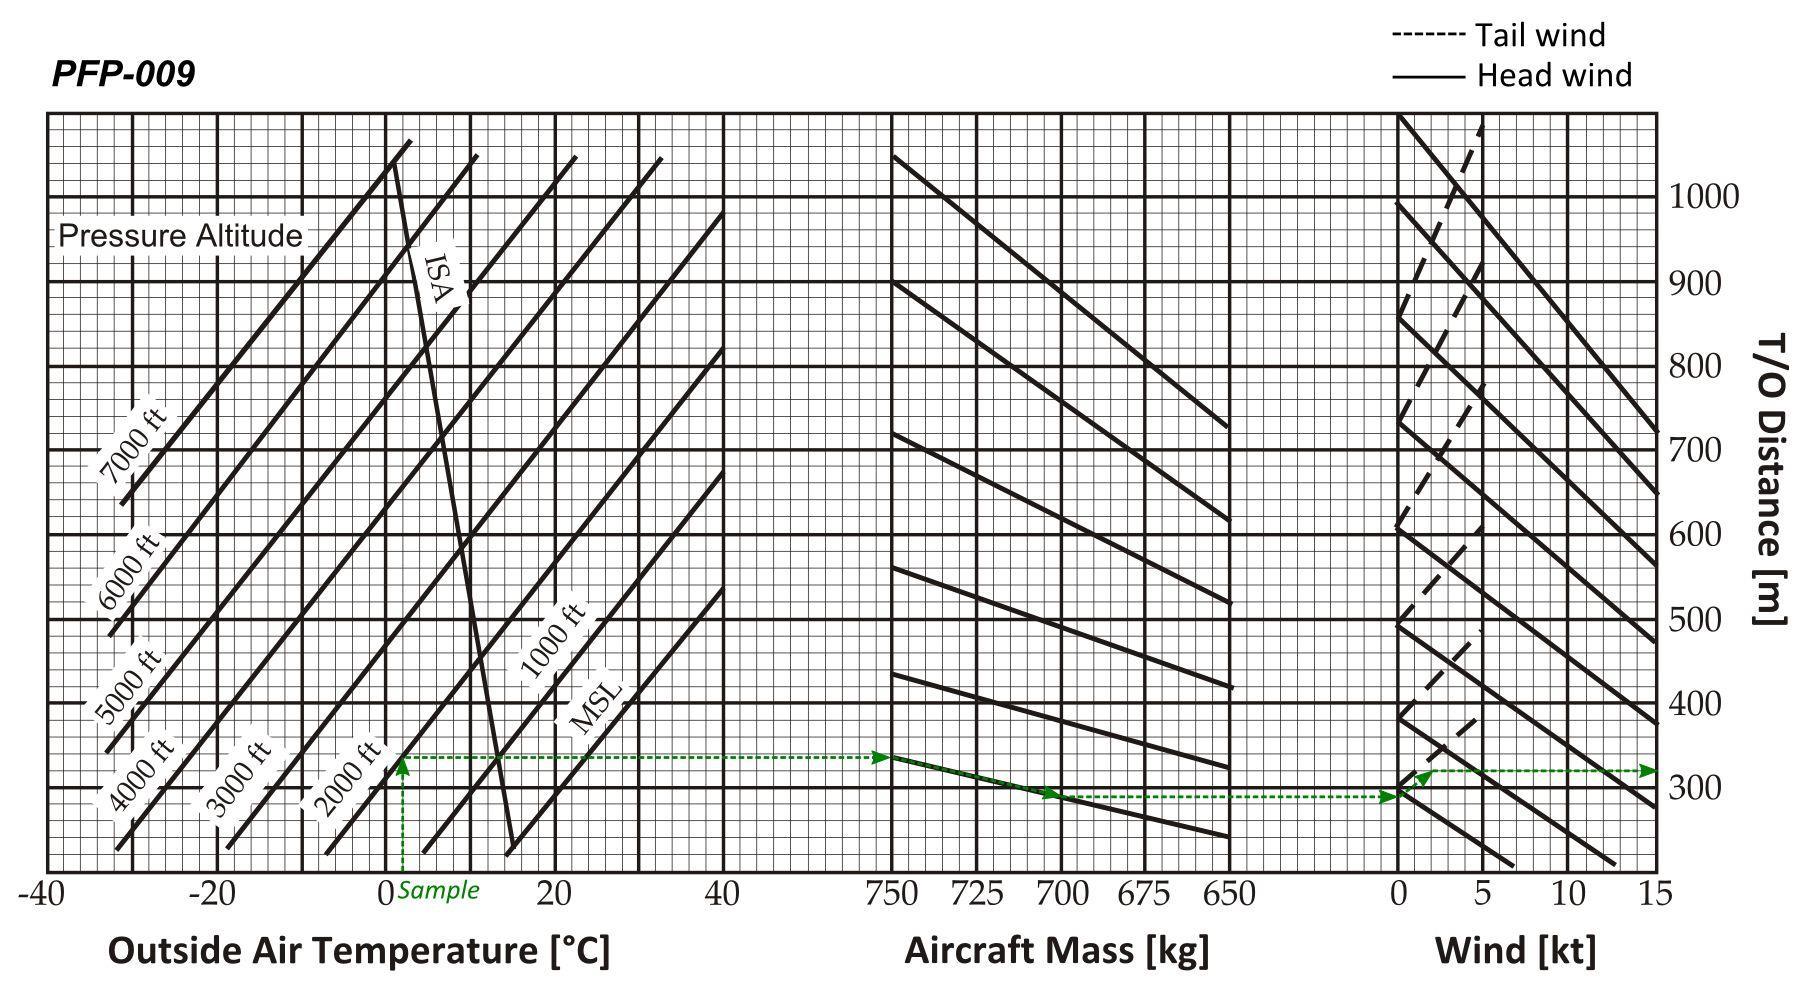 Tail wind
Head wind
PFP-009
Pressure Altitude
ISA
7000 ft
6000 ft
5000 ft
4000 ft
3000 ft
2000 ft
1000 ft
MSL
1000
900
800
700
600
500
400
300
T/O Distance [m]
-40 -20 0 Sample 20 40 750 725 700 675 650 0 5 10 15
Outside Air Temperature [°C] Aircraft Mass [kg] Wind [kt]